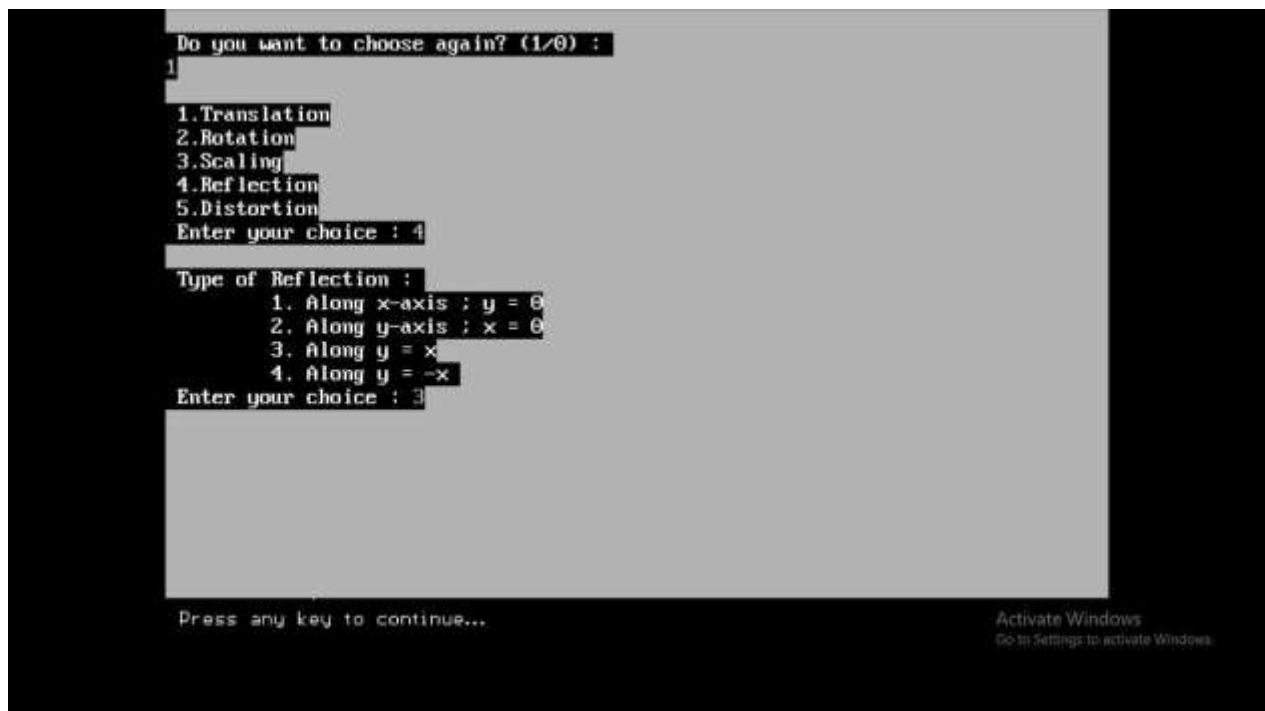 Do you want to choose again? (1/0) :
1
1.Translation
2.Rotation
3.Scaling
4.Reflection
5.Distortion
Enter your choice : 4
Type of Reflection :
1. Along x-axis ; y = 0
2. Along y-axis ; x = 0
3. Along y = x
4. Along y = -x
Enter your choice : 3
Press any key to continue...
Activate Windows
Go to Settings to activate Windows.